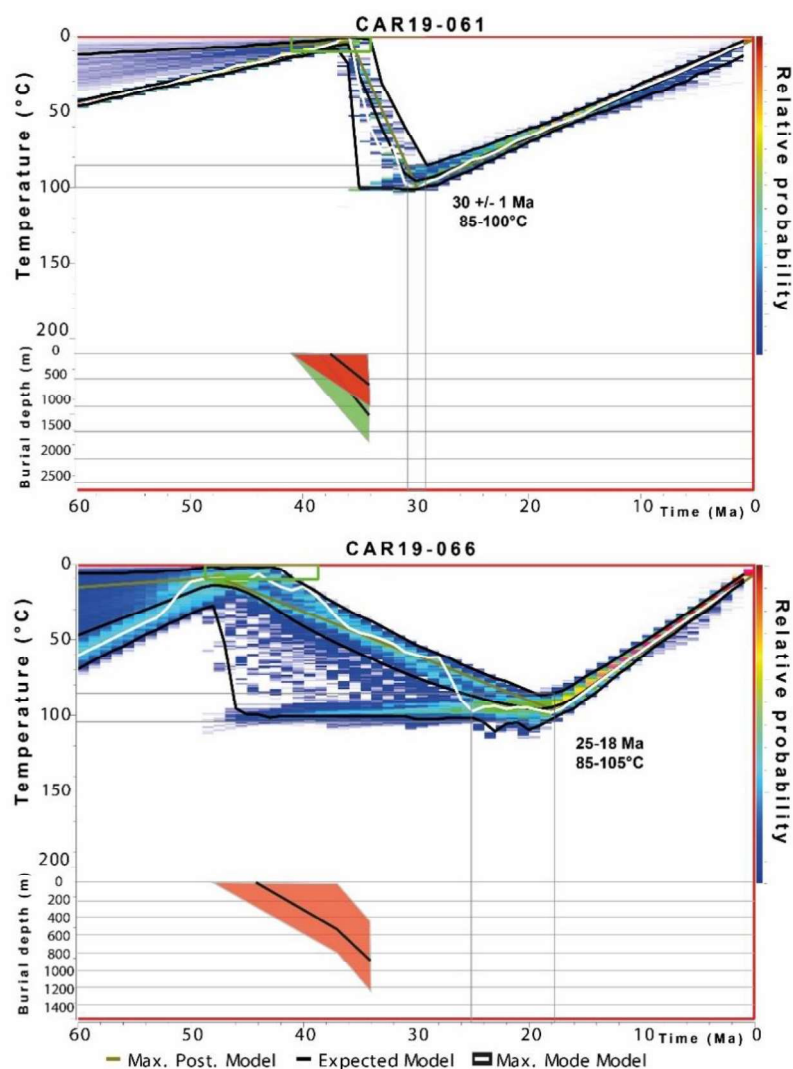 CAR19-061
0
50
100
150
200
Temperature (°C)
30 +/- 1 Ma
85-100°C
Relative probability
0
500
1000
1500
2000
2500
Burial depth (m)
60 50 40 30 20 10 0
Time (Ma)
CAR19-066
0
50
100
150
200
Temperature (°C)
25-18 Ma
85-105°C
Relative probability
0
200
400
600
800
1000
1200
1400
Burial depth (m)
60 50 40 30 20 10 0
Time (Ma)
Max. Post. Model Expected Model Max. Mode Model